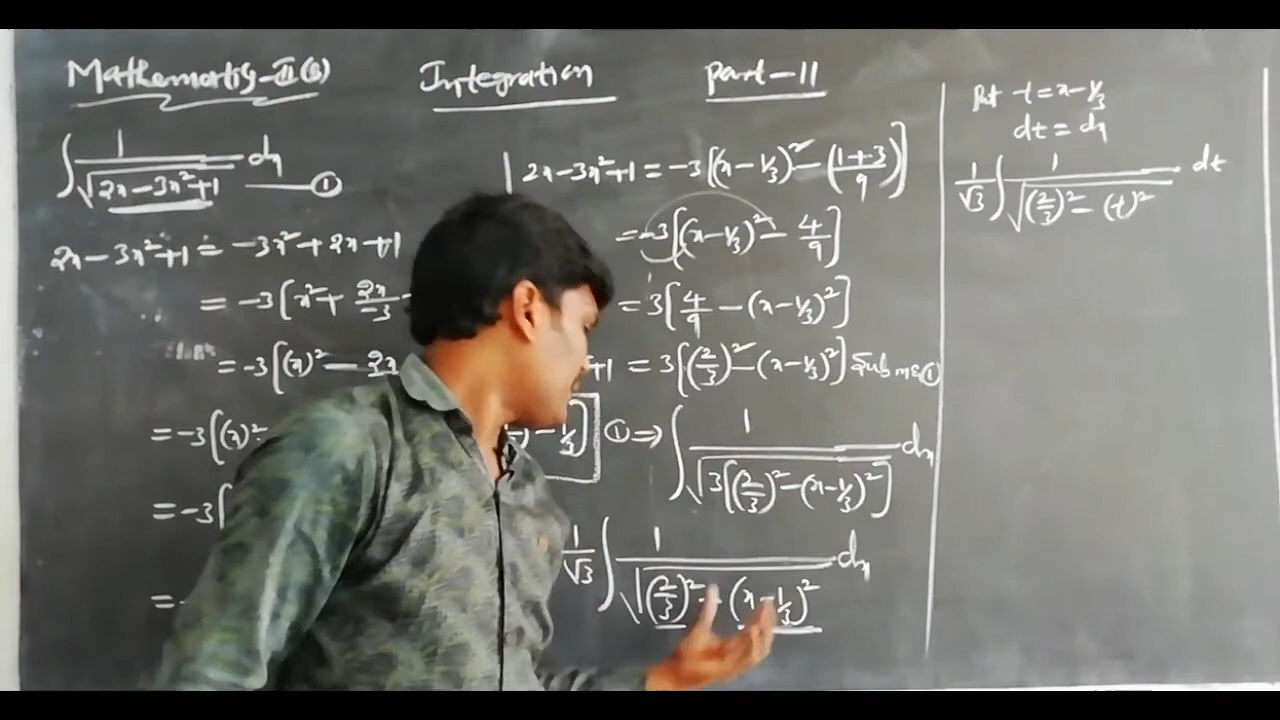 Mathematis-II(B) Integration Part-11
∫ 1/√(2x-3x²+1) dx —①
2x-3x²+1 = -3x²+2x+1
= -3[x²+ 2x/-3
= -3[(x)² - 2x
= -3[(x)²-
-1/3]
= -3[
= -
2x-3x²+1 = -3[(x-1/3)²-((1+3)/9)]
= -3[(x-1/3)²- 4/9]
= 3[4/9 -(x-1/3)²]
+1 = 3[(2/3)²-(x-1/3)²] Sub in ①
①⇒ ∫ 1/√(3[(2/3)²-(x-1/3)²]) dx
1/√3 ∫ 1/√((2/3)² - (x-1/3)²) dx
Put t = x-1/3
dt = dx
1/√3 ∫ 1/√((2/3)² - (t)²) dt